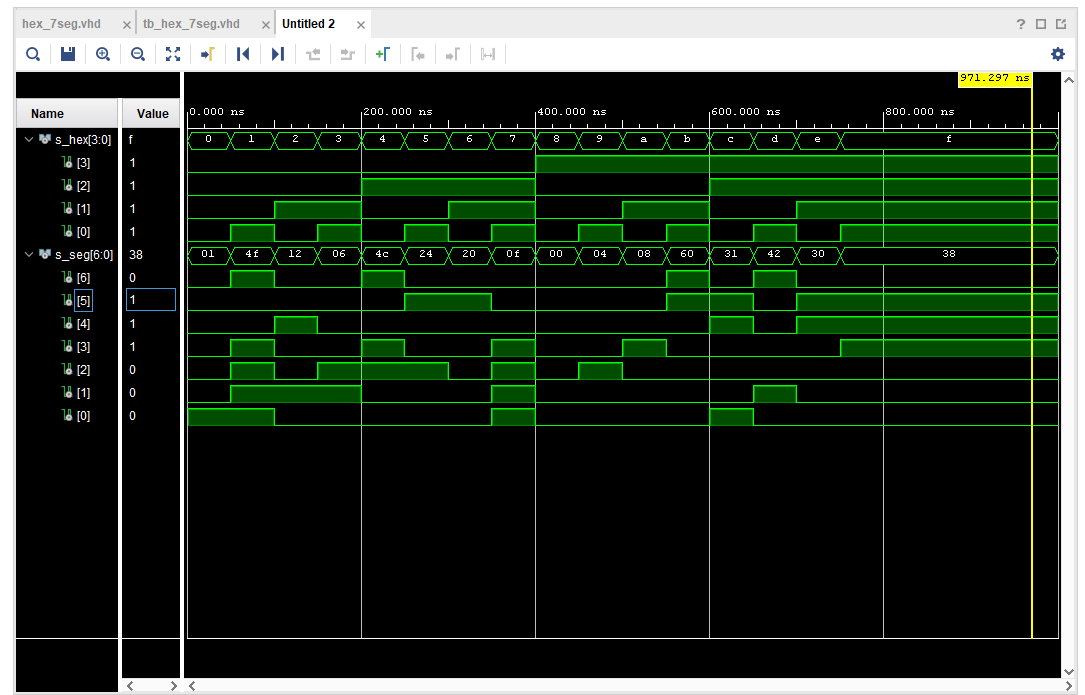 hex_7seg.vhd × tb_hex_7seg.vhd × Untitled 2 ×
971.297 ns
Name Value 0.000 ns 200.000 ns 400.000 ns 600.000 ns 800.000 ns
s_hex[3:0] f 0 1 2 3 4 5 6 7 8 9 a b c d e f
[3] 1
[2] 1
[1] 1
[0] 1
s_seg[6:0] 38 01 4f 12 06 4c 24 20 0f 00 04 08 60 31 42 30 38
[6] 0
[5] 1
[4] 1
[3] 1
[2] 0
[1] 0
[0] 0